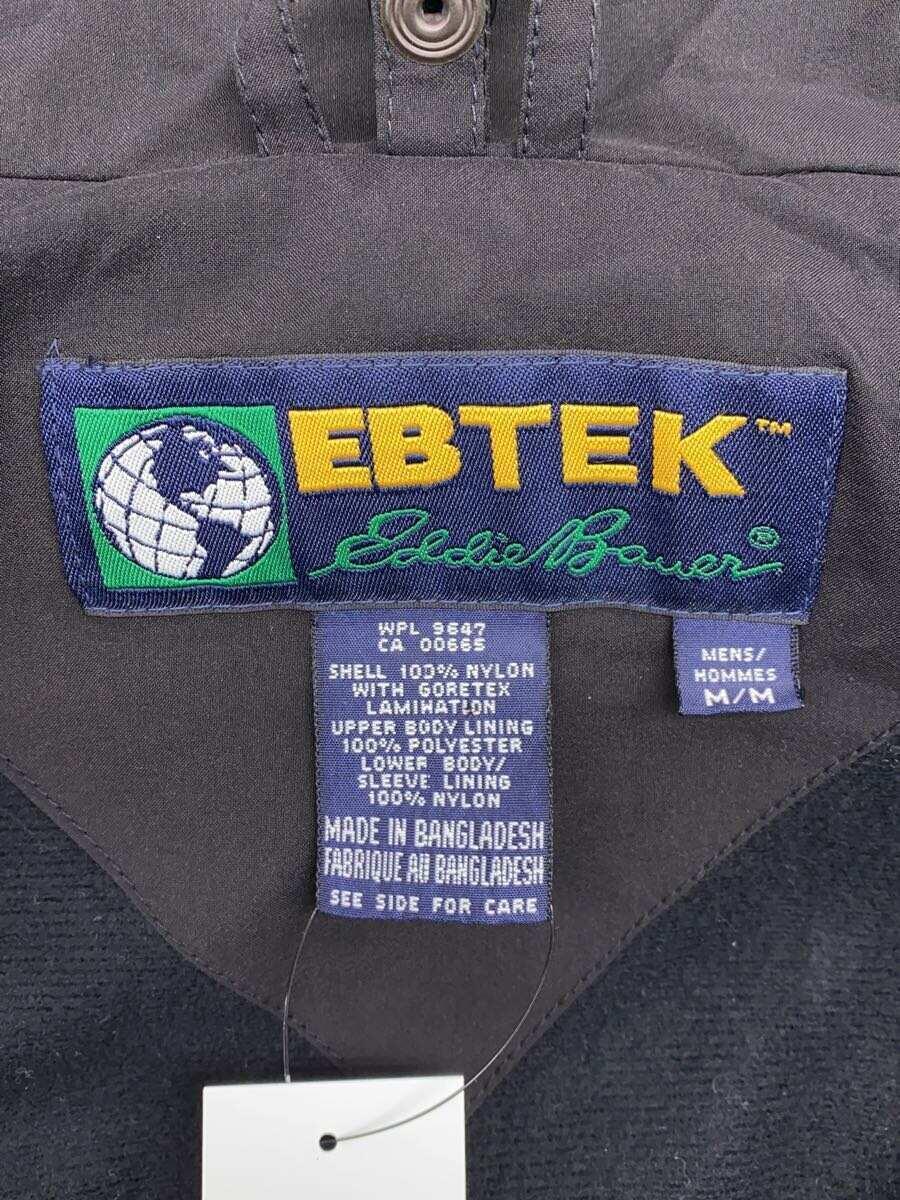 EBTEK™
Eddie Bauer®
WPL 9647
CA 00665
SHELL 100% NYLON
WITH GORETEX
LAMINATION
UPPER BODY LINING
100% POLYESTER
LOWER BODY/
SLEEVE LINING
100% NYLON
MADE IN BANGLADESH
FABRIQUE AU BANGLADESH
SEE SIDE FOR CARE
MENS/
HOMMES
M/M